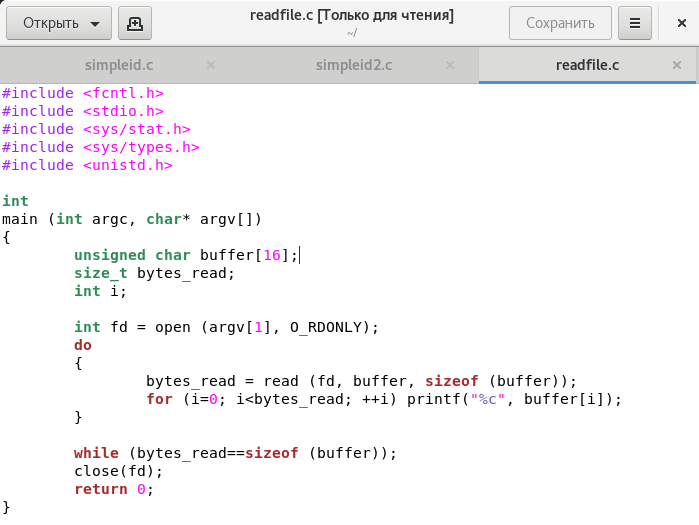 Открыть
readfile.c [Только для чтения]
~/
Сохранить
simpleid.c
simpleid2.c
readfile.c
#include <fcntl.h>
#include <stdio.h>
#include <sys/stat.h>
#include <sys/types.h>
#include <unistd.h>
int
main (int argc, char* argv[])
{
unsigned char buffer[16];
size_t bytes_read;
int i;
int fd = open (argv[1], O_RDONLY);
do
{
bytes_read = read (fd, buffer, sizeof (buffer));
for (i=0; i<bytes_read; ++i) printf("%c", buffer[i]);
}
while (bytes_read==sizeof (buffer));
close(fd);
return 0;
}